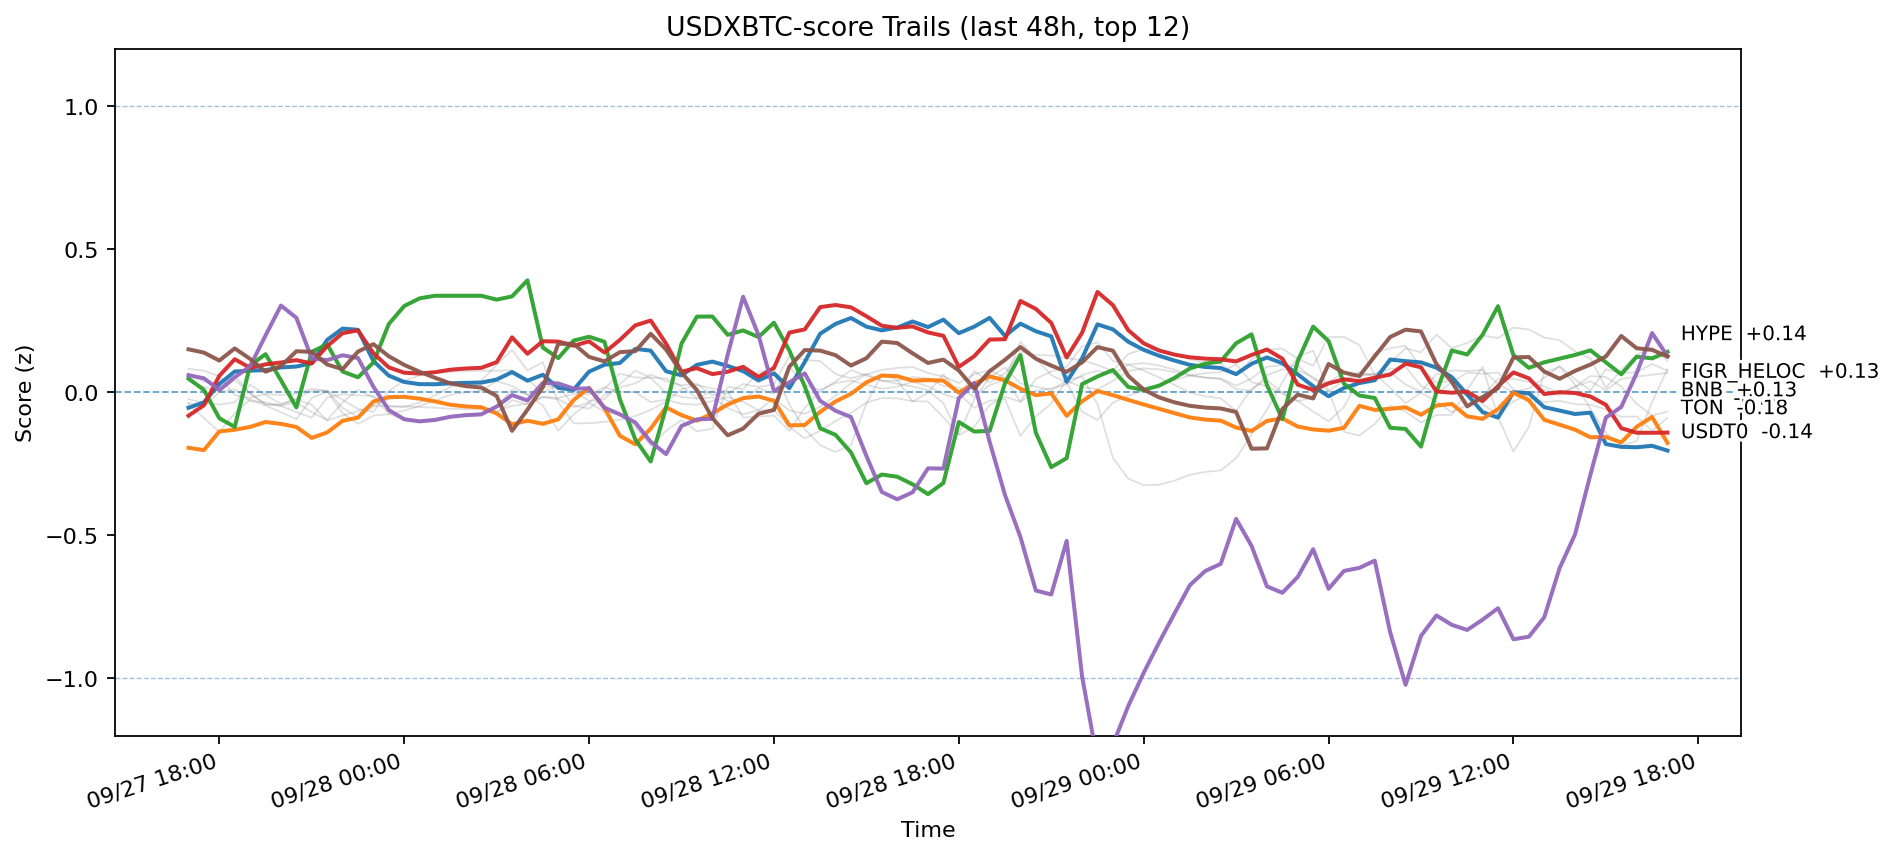 USDXBTC-score Trails (last 48h, top 12)
1.0
0.5
0.0
−0.5
−1.0
Score (z)
HYPE +0.14
FIGR_HELOC +0.13
BNB +0.13
TON -0.18
USDT0 -0.14
09/27 18:00
09/28 00:00
09/28 06:00
09/28 12:00
09/28 18:00
09/29 00:00
09/29 06:00
09/29 12:00
09/29 18:00
Time